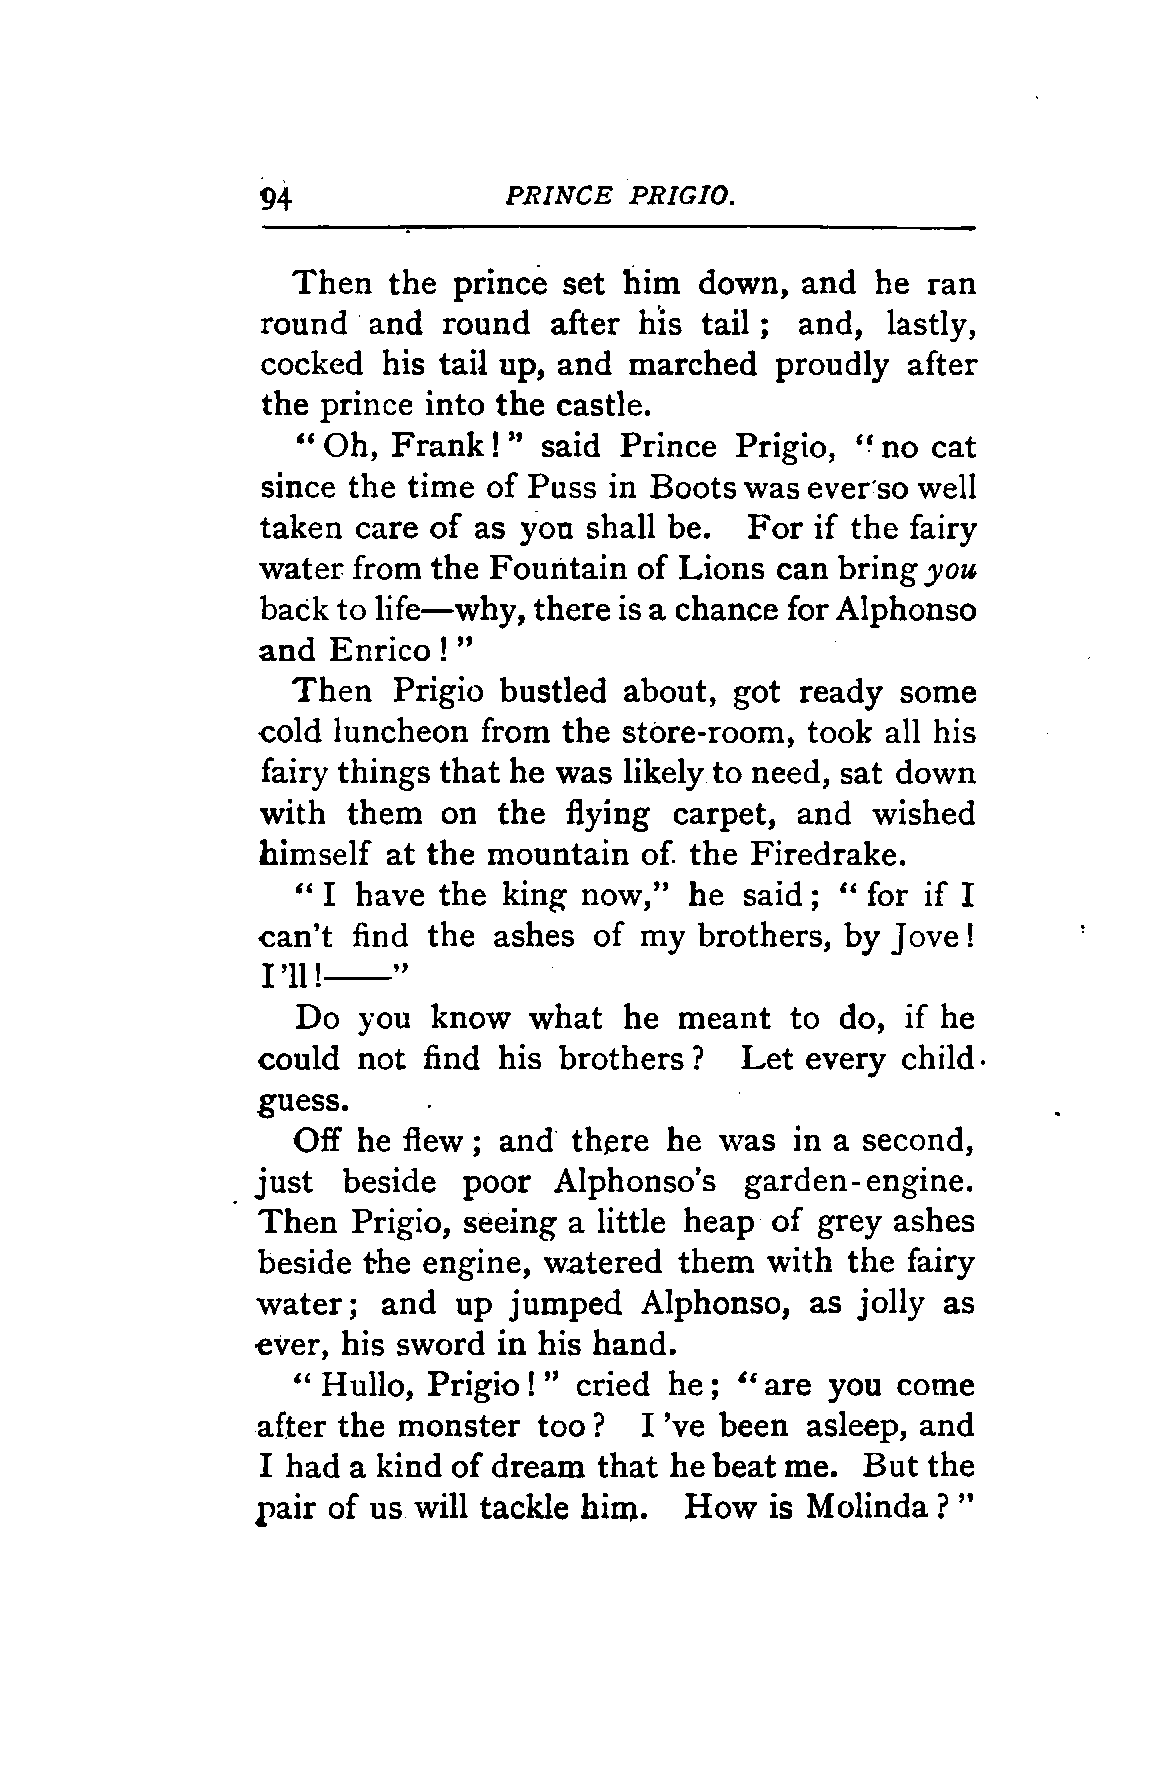 94 PRINCE PRIGIO.
Then the prince set him down, and he ran
round and round after his tail; and, lastly,
cocked his tail up, and marched proudly after
the prince into the castle.
"Oh, Frank!" said Prince Prigio, "no cat
since the time of Puss in Boots was ever so well
taken care of as you shall be. For if the fairy
water from the Fountain of Lions can bring you
back to life—why, there is a chance for Alphonso
and Enrico!"
Then Prigio bustled about, got ready some
cold luncheon from the store-room, took all his
fairy things that he was likely to need, sat down
with them on the flying carpet, and wished
himself at the mountain of the Firedrake.
"I have the king now," he said; "for if I
can't find the ashes of my brothers, by Jove!
I'll!——"
Do you know what he meant to do, if he
could not find his brothers? Let every child
guess.
Off he flew; and there he was in a second,
just beside poor Alphonso's garden-engine.
Then Prigio, seeing a little heap of grey ashes
beside the engine, watered them with the fairy
water; and up jumped Alphonso, as jolly as
ever, his sword in his hand.
"Hullo, Prigio!" cried he; "are you come
after the monster too? I've been asleep, and
I had a kind of dream that he beat me. But the
pair of us will tackle him. How is Molinda?"